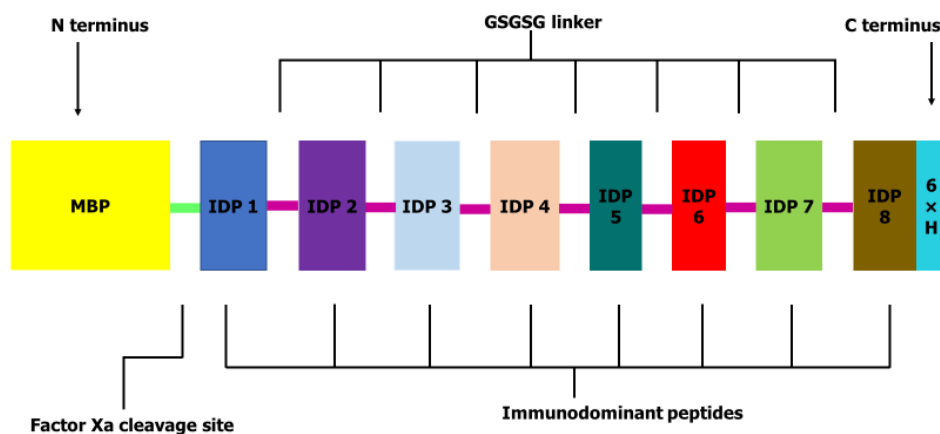 N terminus
GSGSG linker
C terminus
MBP
IDP 1
IDP 2
IDP 3
IDP 4
IDP
5
IDP
6
IDP 7
IDP
8
6
×
H
Factor Xa cleavage site
Immunodominant peptides